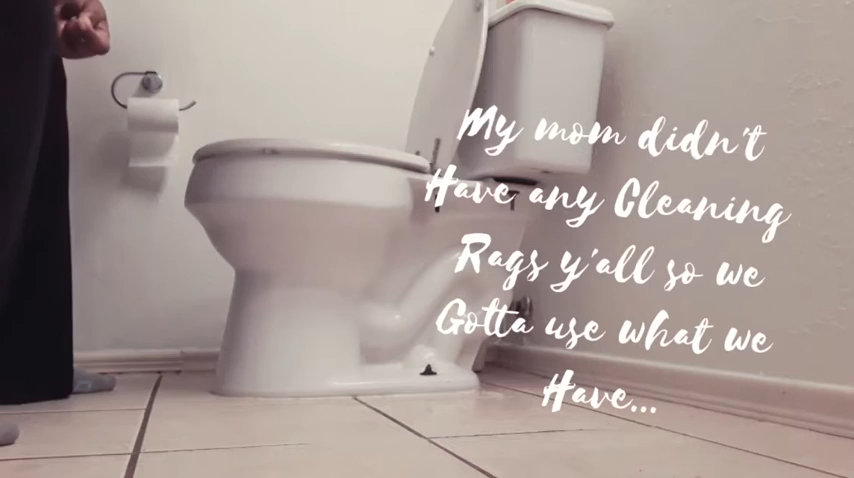 My mom didn't
Have any Cleaning
Rags y'all so we
Gotta use what we
Have...